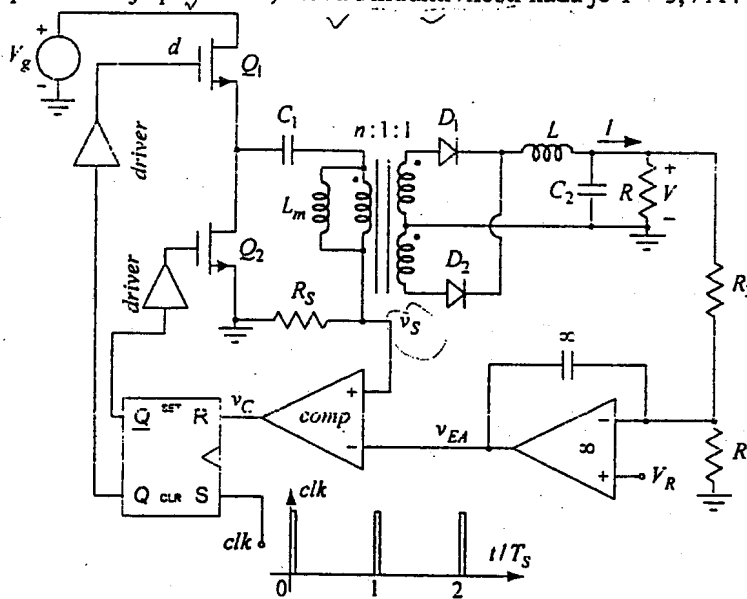 V_g
+
-
d
Q_1
driver
C_1
n:1:1
D_1
L
I
L_m
C_2
R
+
V
-
Q_2
driver
D_2
R_S
v_S
∞
Q SET R
v_C
+
comp
-
v_EA
-
∞
+
V_R
R
Q CLR S
clk
clk
t/T_S
0
1
2